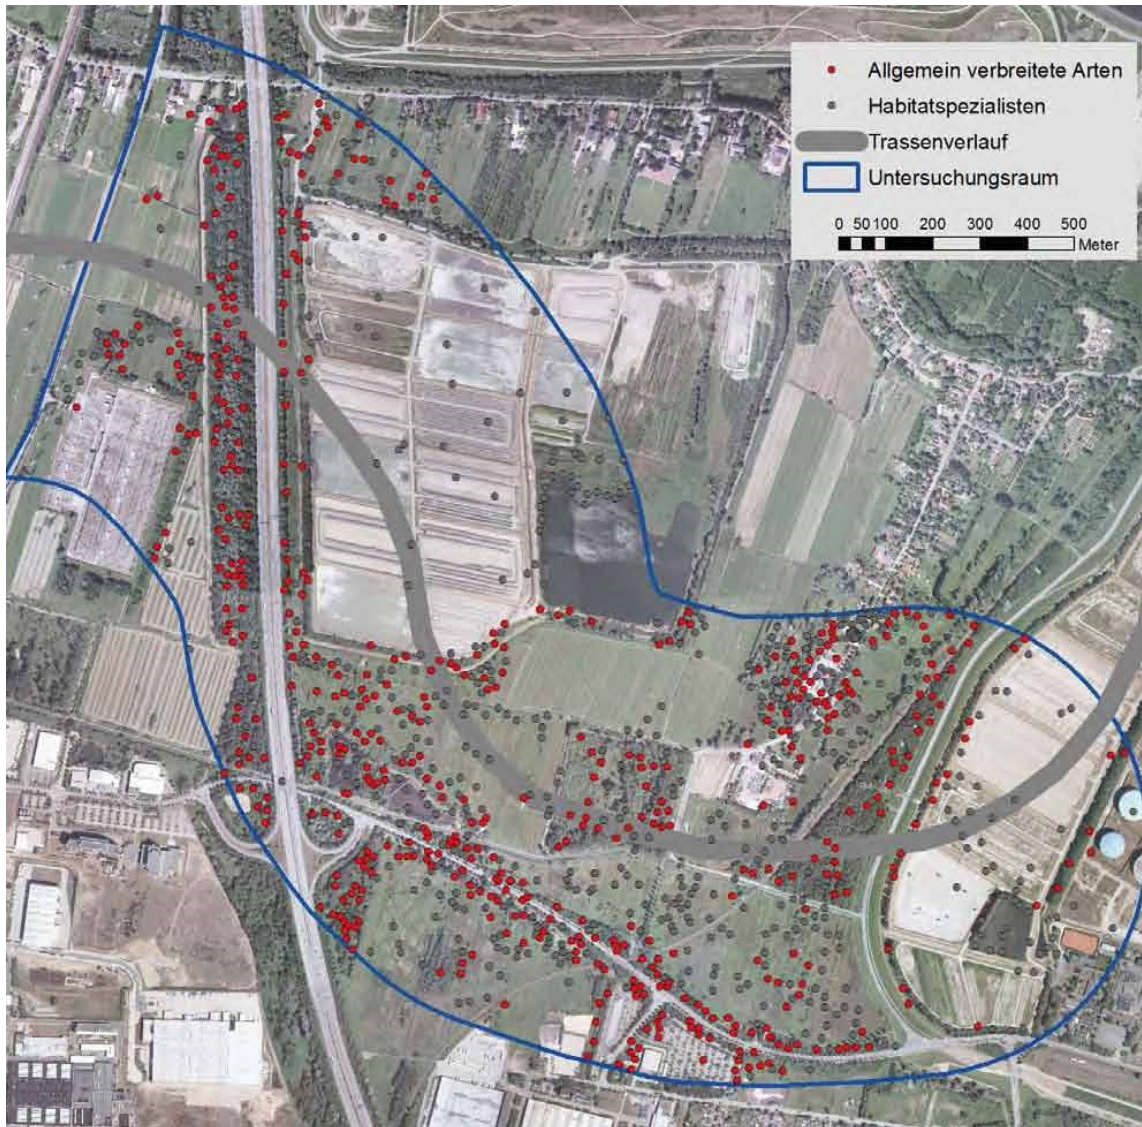 Allgemein verbreitete Arten
Habitatspezialisten
Trassenverlauf
Untersuchungsraum
0 50 100 200 300 400 500
Meter